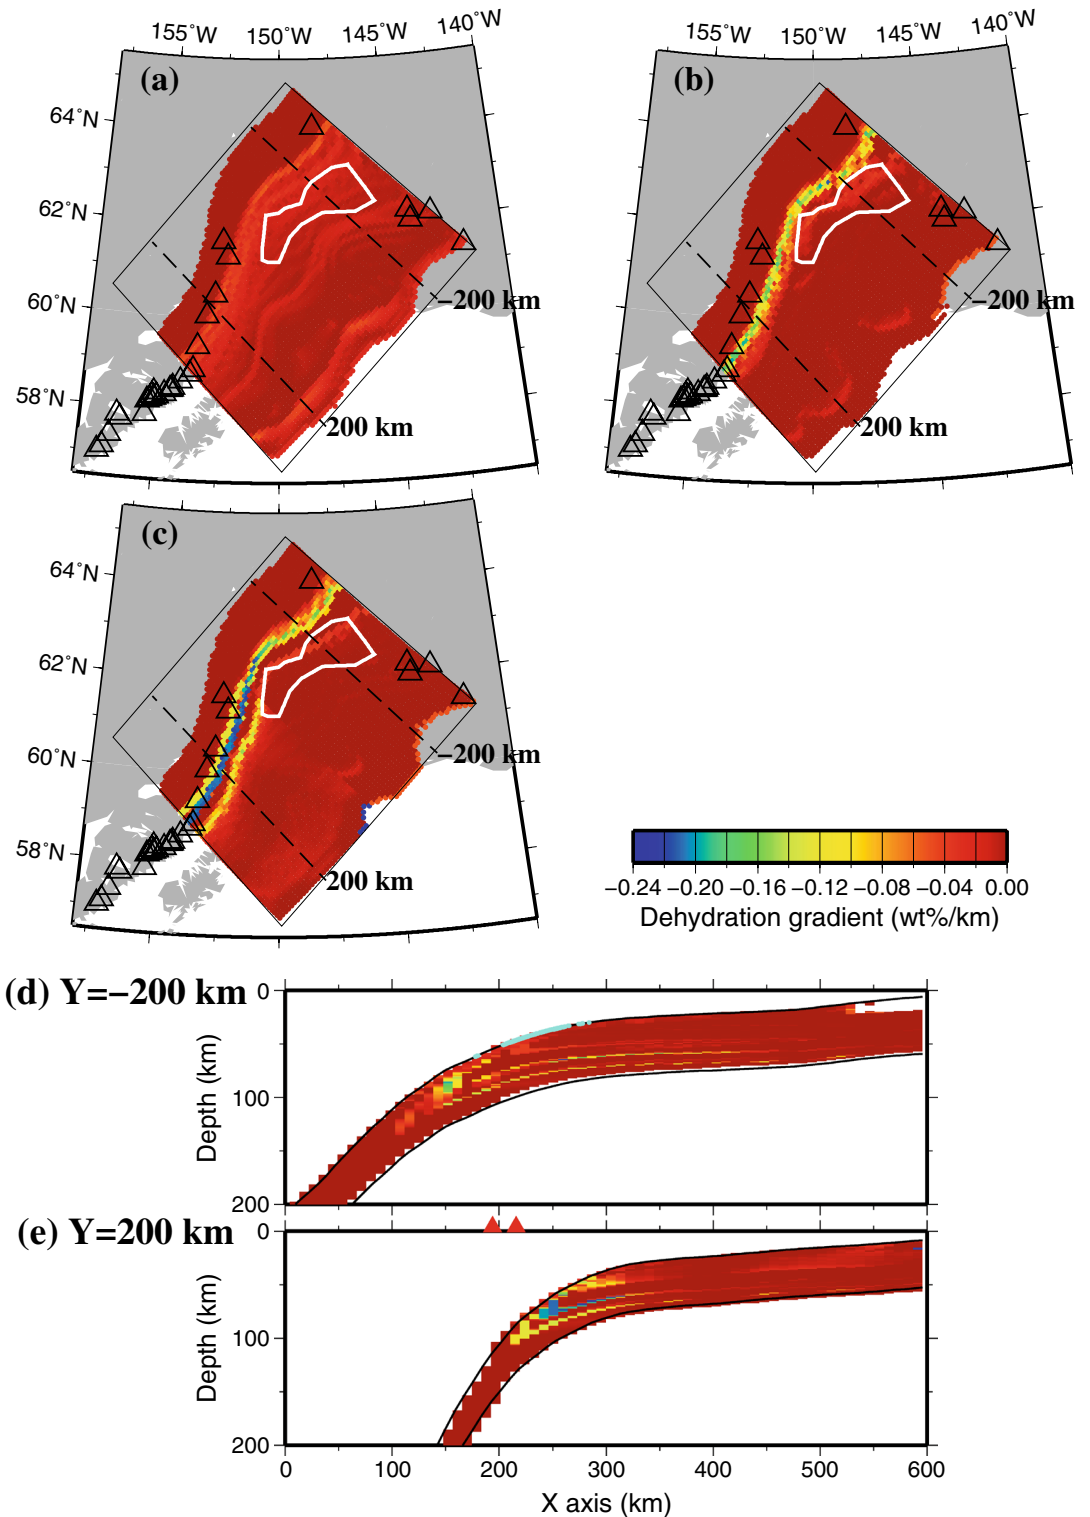 155˚W 150˚W 145˚W 140˚W
(a)
64˚N
62˚N
60˚N
58˚N
−200 km
200 km
155˚W 150˚W 145˚W 140˚W
(b)
−200 km
200 km
(c)
64˚N
62˚N
60˚N
58˚N
−200 km
200 km
−0.24 −0.20 −0.16 −0.12 −0.08 −0.04 0.00
Dehydration gradient (wt%/km)
(d) Y=−200 km
0
100
200
Depth (km)
(e) Y=200 km
0
100
200
Depth (km)
0 100 200 300 400 500 600
X axis (km)